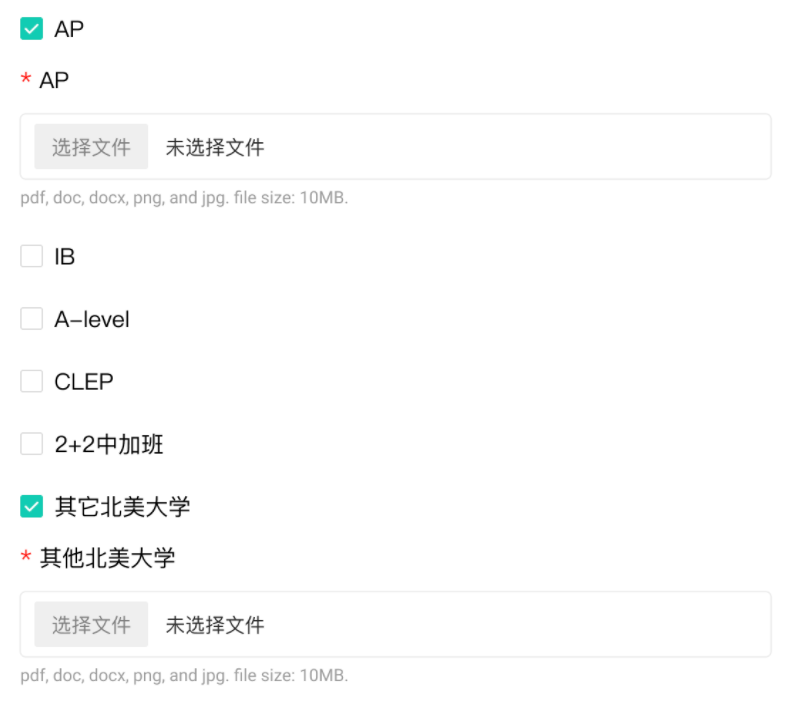 AP
* AP
选择文件 未选择文件
pdf, doc, docx, png, and jpg. file size: 10MB.
IB
A-level
CLEP
2+2中加班
其它北美大学
* 其他北美大学
选择文件 未选择文件
pdf, doc, docx, png, and jpg. file size: 10MB.